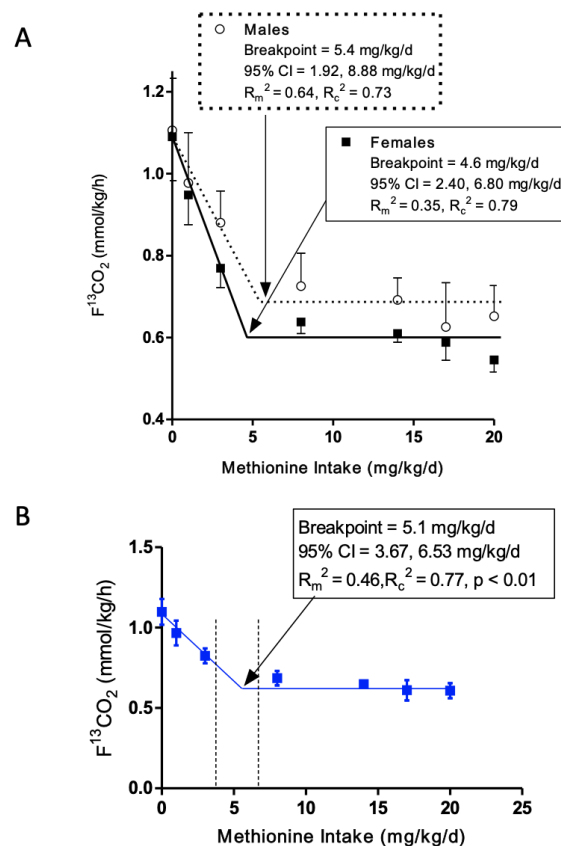 A
Males
Breakpoint = 5.4 mg/kg/d
95% CI = 1.92, 8.88 mg/kg/d
Rm² = 0.64, Rc² = 0.73
Females
Breakpoint = 4.6 mg/kg/d
95% CI = 2.40, 6.80 mg/kg/d
Rm² = 0.35, Rc² = 0.79
F¹³CO₂ (mmol/kg/h)
1.2
1.0
0.8
0.6
0.4
0 5 10 15 20
Methionine Intake (mg/kg/d)
B
Breakpoint = 5.1 mg/kg/d
95% CI = 3.67, 6.53 mg/kg/d
Rm² = 0.46,Rc² = 0.77, p < 0.01
F¹³CO₂ (mmol/kg/h)
1.5
1.0
0.5
0.0
0 5 10 15 20 25
Methionine Intake (mg/kg/d)